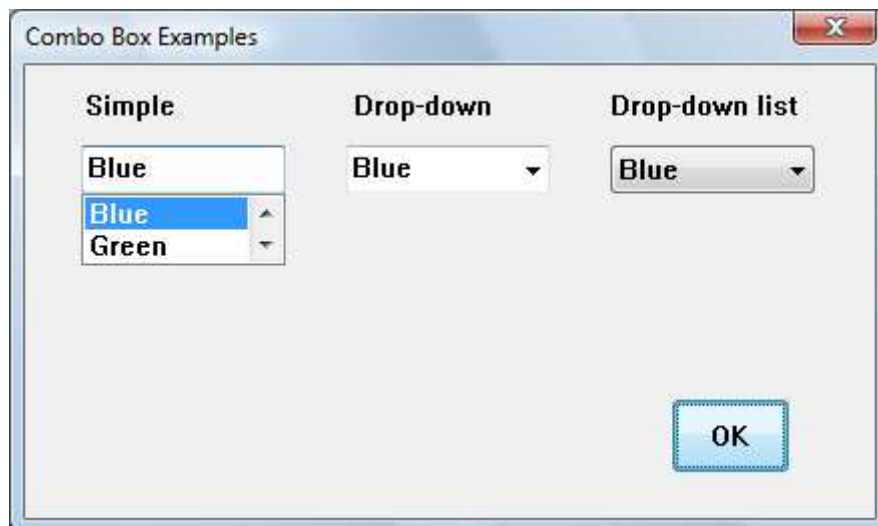 Combo Box Examples
Simple
Drop-down
Drop-down list
Blue
Blue
Blue
Blue
Green
OK